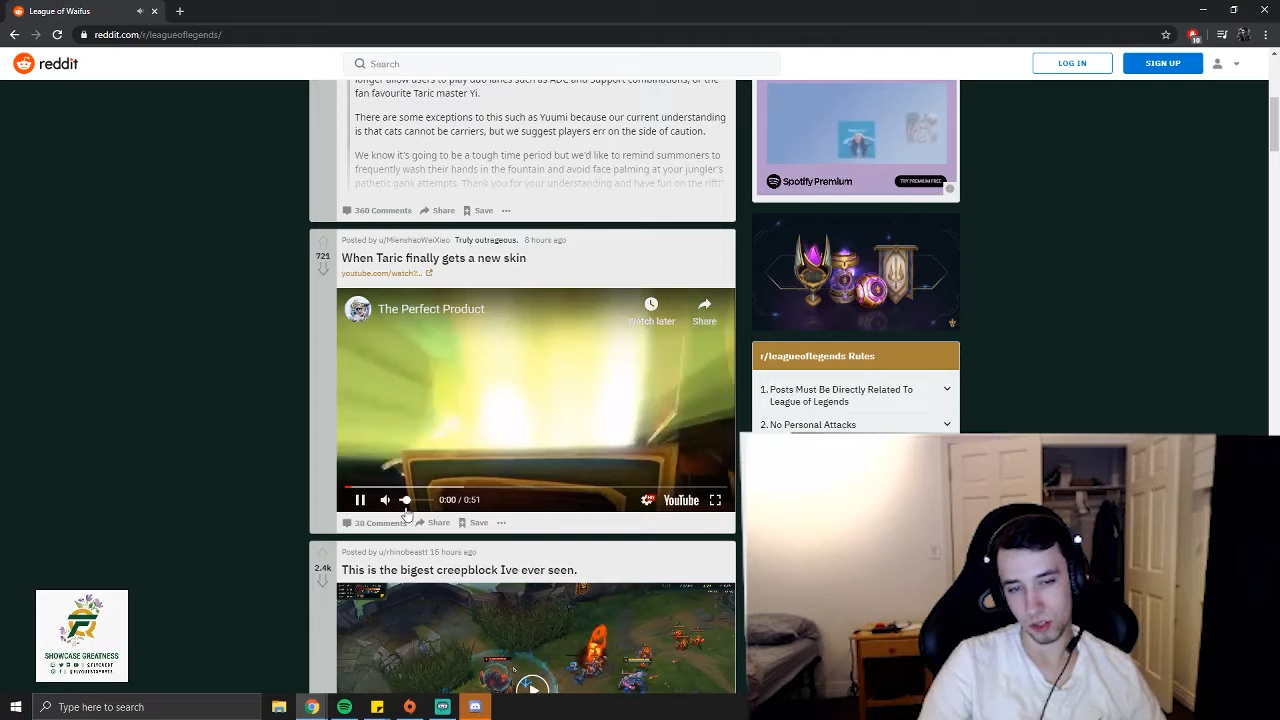 League of Waifus
reddit.com/r/leagueoflegends/
10
reddit
Search
LOG IN
SIGN UP
longer allow users to play duo lanes such as ADC and Support combinations, or the
fan favourite Taric master Yi.
There are some exceptions to this such as Yuumi because our current understanding
is that cats cannot be carriers, but we suggest players err on the side of caution.
We know it's going to be a tough time period but we'd like to remind summoners to
frequently wash their hands in the fountain and avoid face palming at your jungler's
pathetic gank attempts. Thank you for your understanding and have fun on the rift!"
360 Comments Share Save
Spotify Premium
TRY PREMIUM FREE
721
Posted by u/MienshaoWeiXiao Truly outrageous. 8 hours ago
When Taric finally gets a new skin
youtube.com/watch?...
The Perfect Product
Watch later
Share
0:00 / 0:51
HD
YouTube
38 Comments Share Save
r/leagueoflegends Rules
1. Posts Must Be Directly Related To
League of Legends
2. No Personal Attacks
2.4k
Posted by u/rhinobeastt 15 hours ago
This is the bigest creepblock Ive ever seen.
SHOWCASE GREATNESS
Type here to search